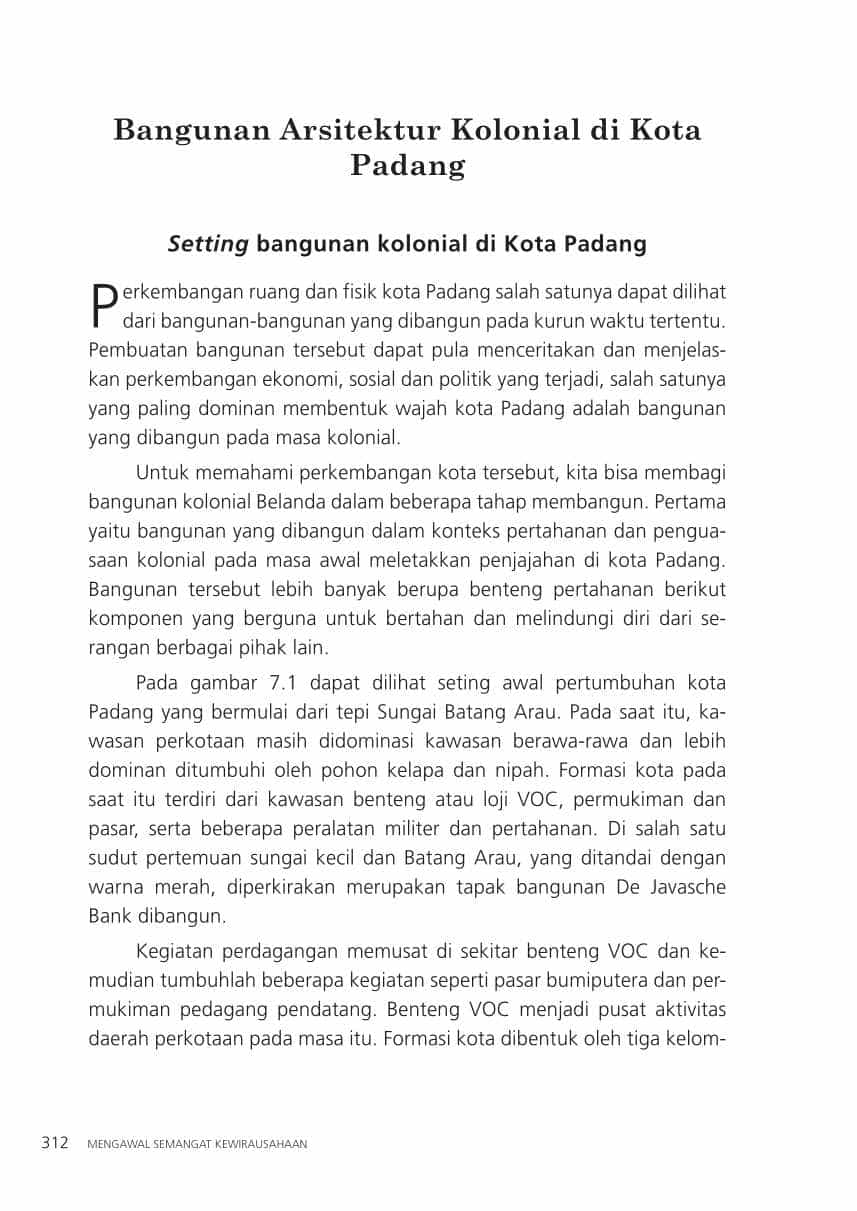 Bangunan Arsitektur Kolonial di Kota
Padang
Setting bangunan kolonial di Kota Padang
Perkembangan ruang dan fisik kota Padang salah satunya dapat dilihat
dari bangunan-bangunan yang dibangun pada kurun waktu tertentu.
Pembuatan bangunan tersebut dapat pula menceritakan dan menjelas-
kan perkembangan ekonomi, sosial dan politik yang terjadi, salah satunya
yang paling dominan membentuk wajah kota Padang adalah bangunan
yang dibangun pada masa kolonial.
Untuk memahami perkembangan kota tersebut, kita bisa membagi
bangunan kolonial Belanda dalam beberapa tahap membangun. Pertama
yaitu bangunan yang dibangun dalam konteks pertahanan dan pengua-
saan kolonial pada masa awal meletakkan penjajahan di kota Padang.
Bangunan tersebut lebih banyak berupa benteng pertahanan berikut
komponen yang berguna untuk bertahan dan melindungi diri dari se-
rangan berbagai pihak lain.
Pada gambar 7.1 dapat dilihat seting awal pertumbuhan kota
Padang yang bermulai dari tepi Sungai Batang Arau. Pada saat itu, ka-
wasan perkotaan masih didominasi kawasan berawa-rawa dan lebih
dominan ditumbuhi oleh pohon kelapa dan nipah. Formasi kota pada
saat itu terdiri dari kawasan benteng atau loji VOC, permukiman dan
pasar, serta beberapa peralatan militer dan pertahanan. Di salah satu
sudut pertemuan sungai kecil dan Batang Arau, yang ditandai dengan
warna merah, diperkirakan merupakan tapak bangunan De Javasche
Bank dibangun.
Kegiatan perdagangan memusat di sekitar benteng VOC dan ke-
mudian tumbuhlah beberapa kegiatan seperti pasar bumiputera dan per-
mukiman pedagang pendatang. Benteng VOC menjadi pusat aktivitas
daerah perkotaan pada masa itu. Formasi kota dibentuk oleh tiga kelom-
312 MENGAWAL SEMANGAT KEWIRAUSAHAAN